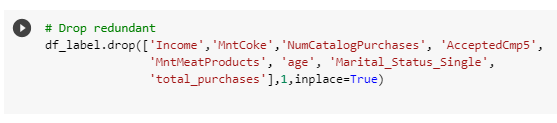 # Drop redundant
df_label.drop(['Income','MntCoke','NumCatalogPurchases', 'AcceptedCmp5',
'MntMeatProducts', 'age', 'Marital_Status_Single',
'total_purchases'],1,inplace=True)